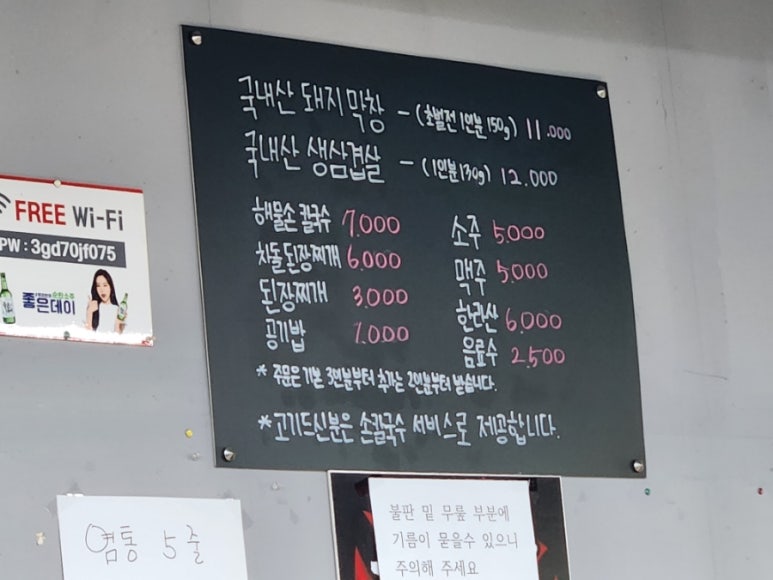 국내산 돼지 막창 - (초벌전 1인분 150g) 11.000
국내산 생삼겹살 - (1인분 130g) 12.000
해물손칼국수 7.000
차돌된장찌개 6.000
된장찌개 3.000
공기밥 1.000
소주 5.000
맥주 5.000
한라산 6.000
음료수 2.500
* 주문은 기본 3인분부터 추가는 2인분부터 받습니다.
* 고기드신분은 손칼국수 서비스로 제공합니다.
FREE Wi-Fi
PW : 3gd70jf075
좋은데이
염통 5줄
불판 밑 무릎 부분에
기름이 묻을수 있으니
주의해 주세요